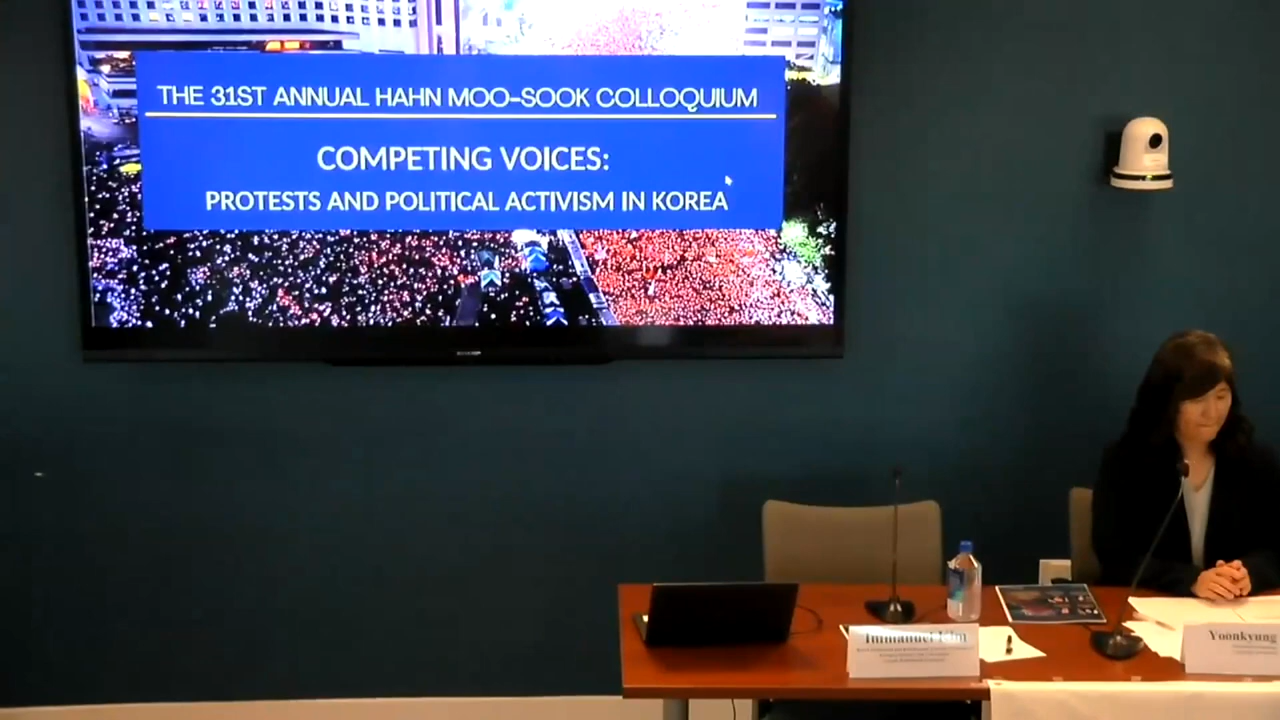 THE 31ST ANNUAL HAHN MOO-SOOK COLLOQUIUM
COMPETING VOICES:
PROTESTS AND POLITICAL ACTIVISM IN KOREA
Immanuel Kim
Yoonkyung